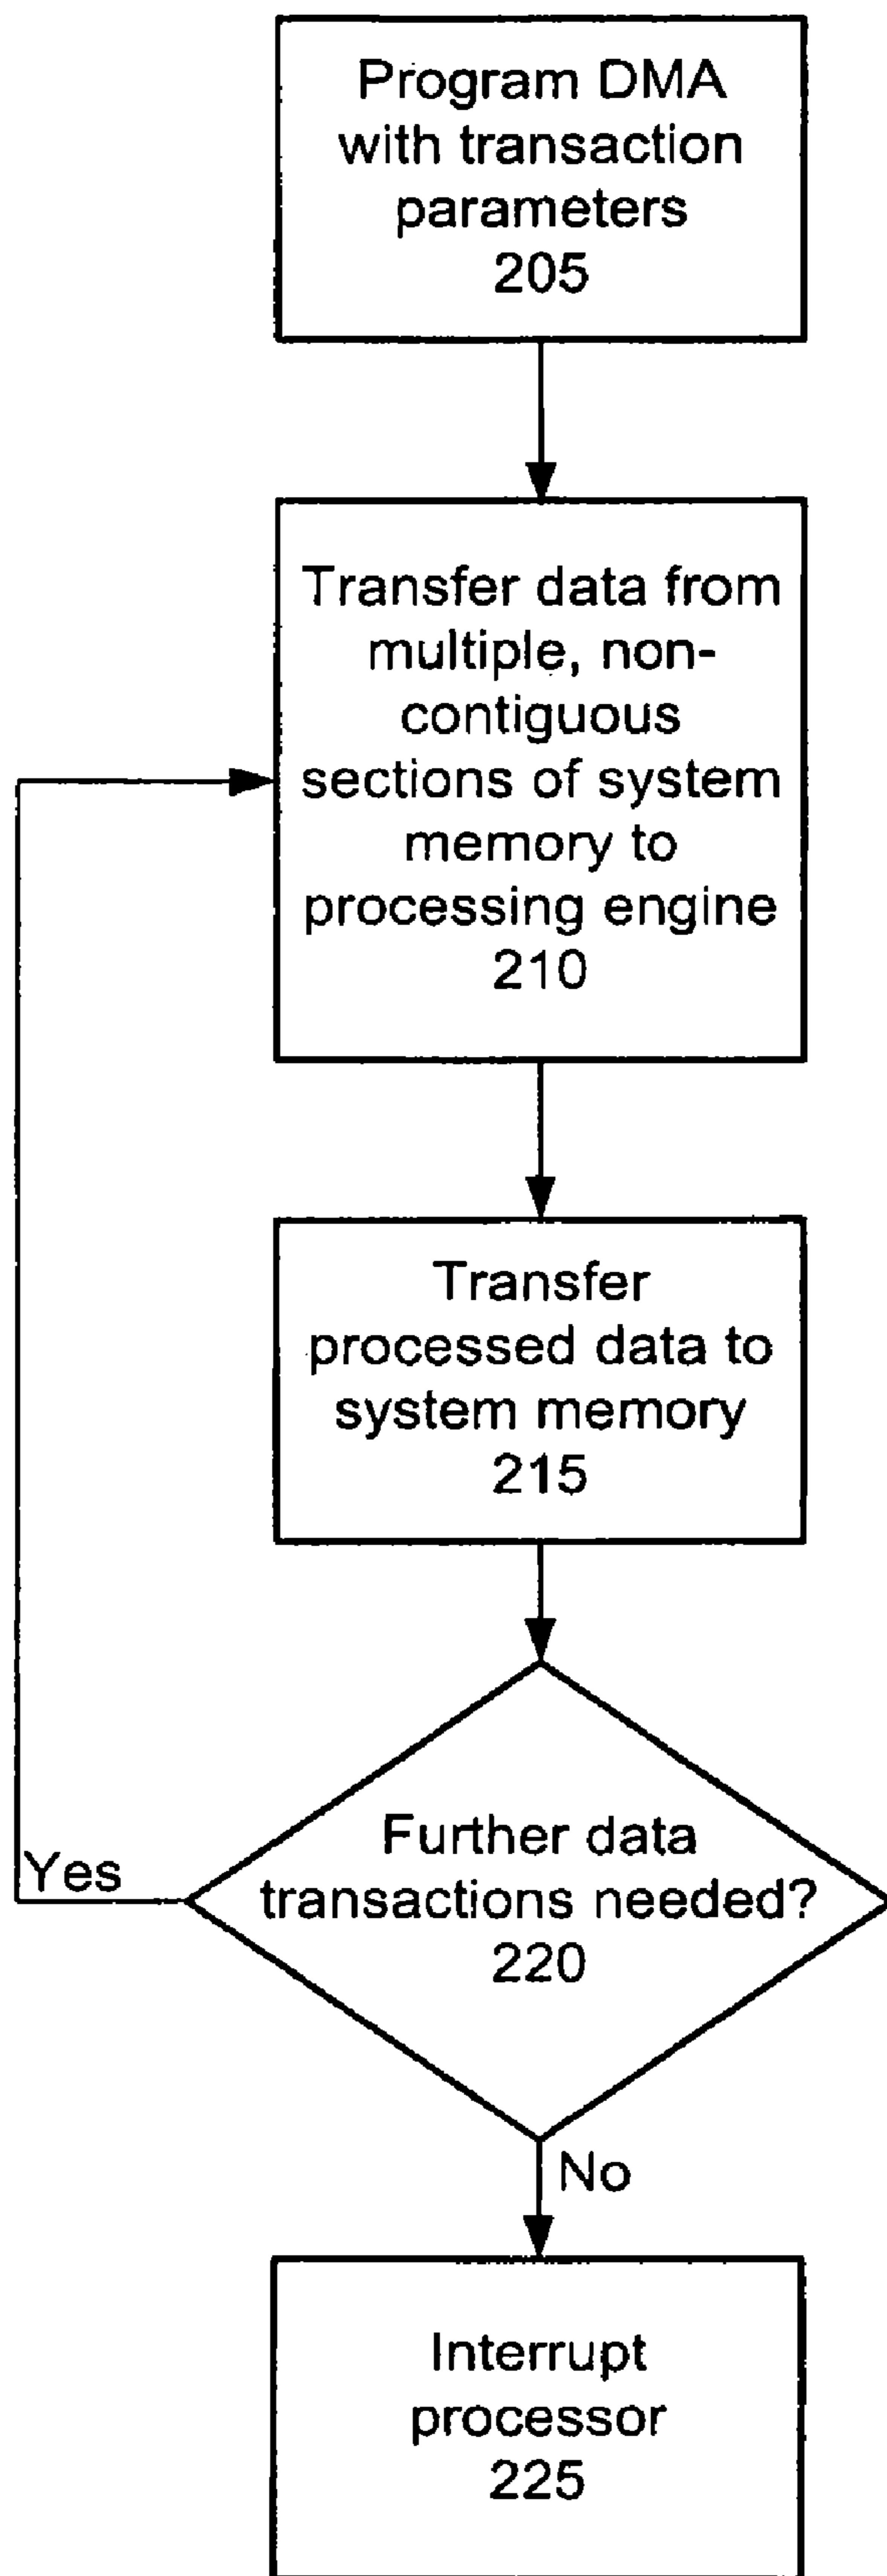 Program DMA
with transaction
parameters
205
Transfer data from
multiple, non-
contiguous
sections of system
memory to
processing engine
210
Transfer
processed data to
system memory
215
Further data
transactions needed?
220
Yes
No
Interrupt
processor
225